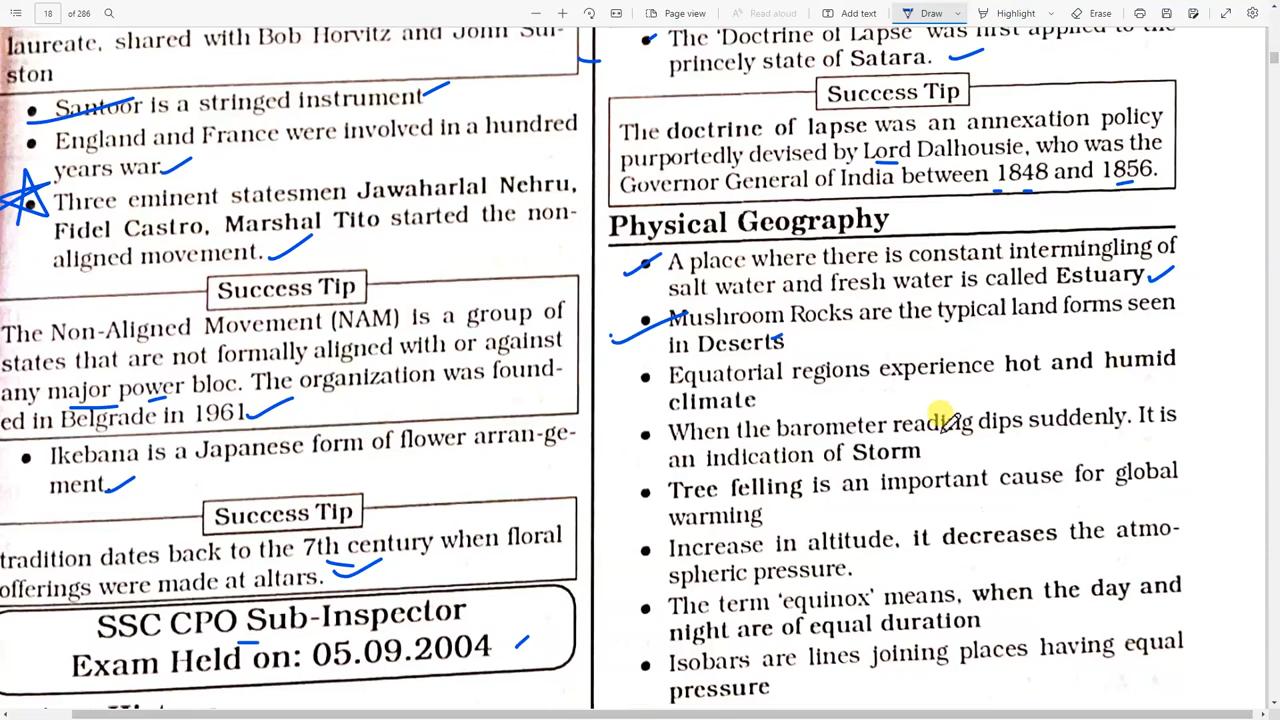 18 of 286
Page view
Read aloud
Add text
Draw
Highlight
Erase
laureate, shared with Bob Horvitz and John Sul-
ston
• Santoor is a stringed instrument
• England and France were involved in a hundred
years war
• Three eminent statesmen Jawaharlal Nehru,
Fidel Castro, Marshal Tito started the non-
aligned movement.
Success Tip
The Non-Aligned Movement (NAM) is a group of
states that are not formally aligned with or against
any major power bloc. The organization was found-
ed in Belgrade in 1961
• Ikebana is a Japanese form of flower arran-ge-
ment
Success Tip
tradition dates back to the 7th century when floral
offerings were made at altars.
SSC CPO Sub-Inspector
Exam Held on: 05.09.2004
• The 'Doctrine of Lapse' was first applied to the
princely state of Satara.
Success Tip
The doctrine of lapse was an annexation policy
purportedly devised by Lord Dalhousie, who was the
Governor General of India between 1848 and 1856.
Physical Geography
• A place where there is constant intermingling of
salt water and fresh water is called Estuary
• Mushroom Rocks are the typical land forms seen
in Deserts
• Equatorial regions experience hot and humid
climate
• When the barometer reading dips suddenly. It is
an indication of Storm
• Tree felling is an important cause for global
warming
• Increase in altitude, it decreases the atmo-
spheric pressure.
• The term 'equinox' means, when the day and
night are of equal duration
• Isobars are lines joining places having equal
pressure